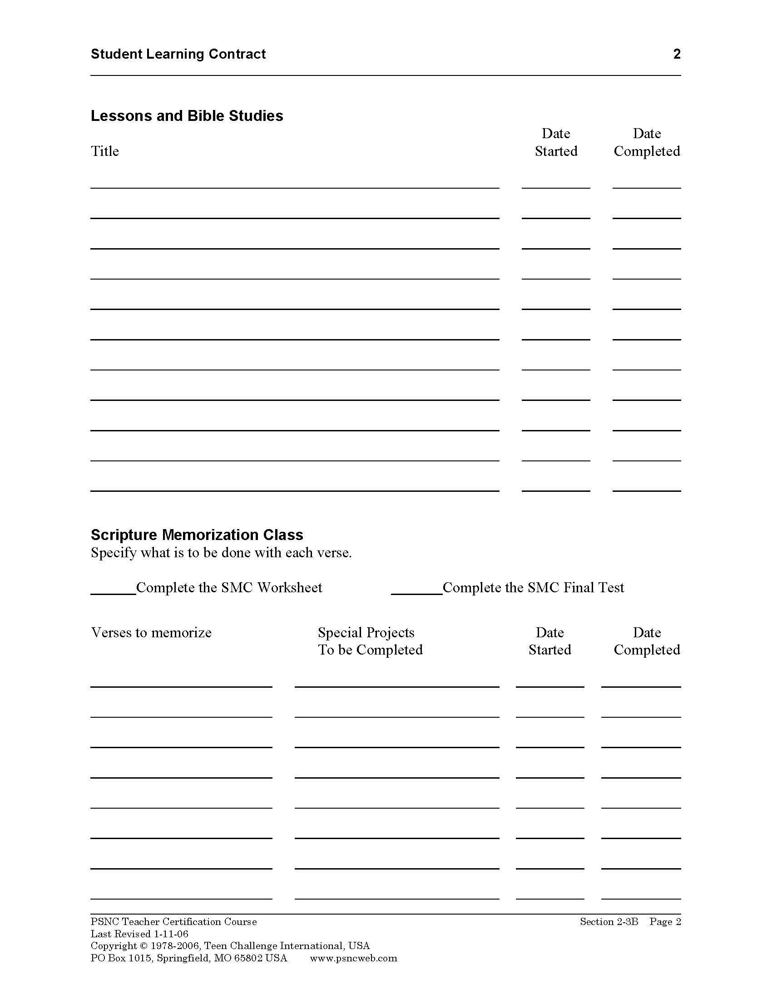 Student Learning Contract 2
Lessons and Bible Studies
Date Date
Title Started Completed
Scripture Memorization Class
Specify what is to be done with each verse.
______Complete the SMC Worksheet ______Complete the SMC Final Test
Verses to memorize Special Projects Date Date
To be Completed Started Completed
PSNC Teacher Certification Course Section 2-3B Page 2
Last Revised 1-11-06
Copyright © 1978-2006, Teen Challenge International, USA
PO Box 1015, Springfield, MO 65802 USA www.psncweb.com